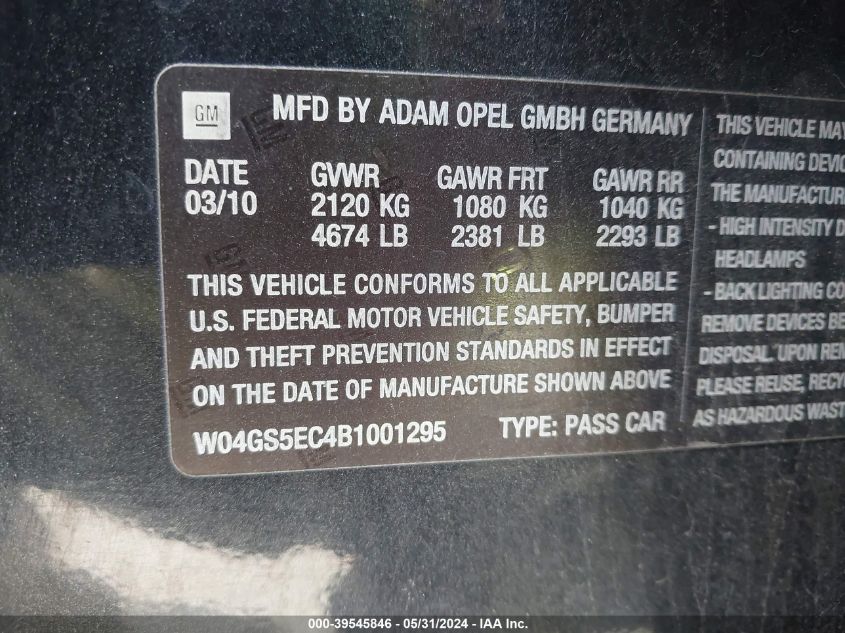 GM
MFD BY ADAM OPEL GMBH GERMANY
DATE GVWR GAWR FRT GAWR RR
03/10 2120 KG 1080 KG 1040 KG
4674 LB 2381 LB 2293 LB
THIS VEHICLE CONFORMS TO ALL APPLICABLE
U.S. FEDERAL MOTOR VEHICLE SAFETY, BUMPER
AND THEFT PREVENTION STANDARDS IN EFFECT
ON THE DATE OF MANUFACTURE SHOWN ABOVE
W04GS5EC4B1001295 TYPE: PASS CAR
THIS VEHICLE MAY
CONTAINING DEVIC
THE MANUFACTURA
- HIGH INTENSITY D
HEADLAMPS
- BACK LIGHTING CO
REMOVE DEVICES BE
DISPOSAL. UPON REM
PLEASE REUSE, RECY
AS HAZARDOUS WAST
000-39545846 - 05/31/2024 - IAA Inc.